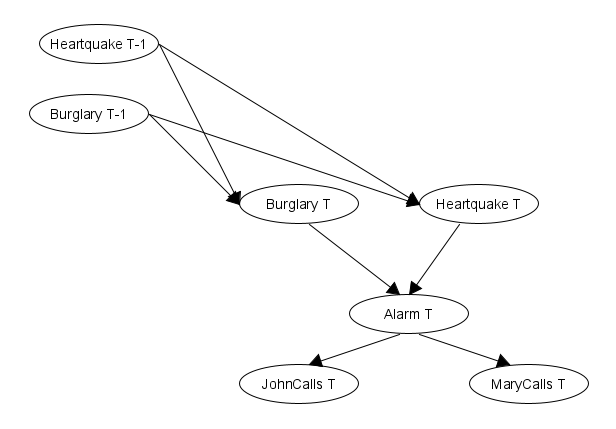 Heartquake T-1
Burglary T-1
Burglary T
Heartquake T
Alarm T
JohnCalls T
MaryCalls T